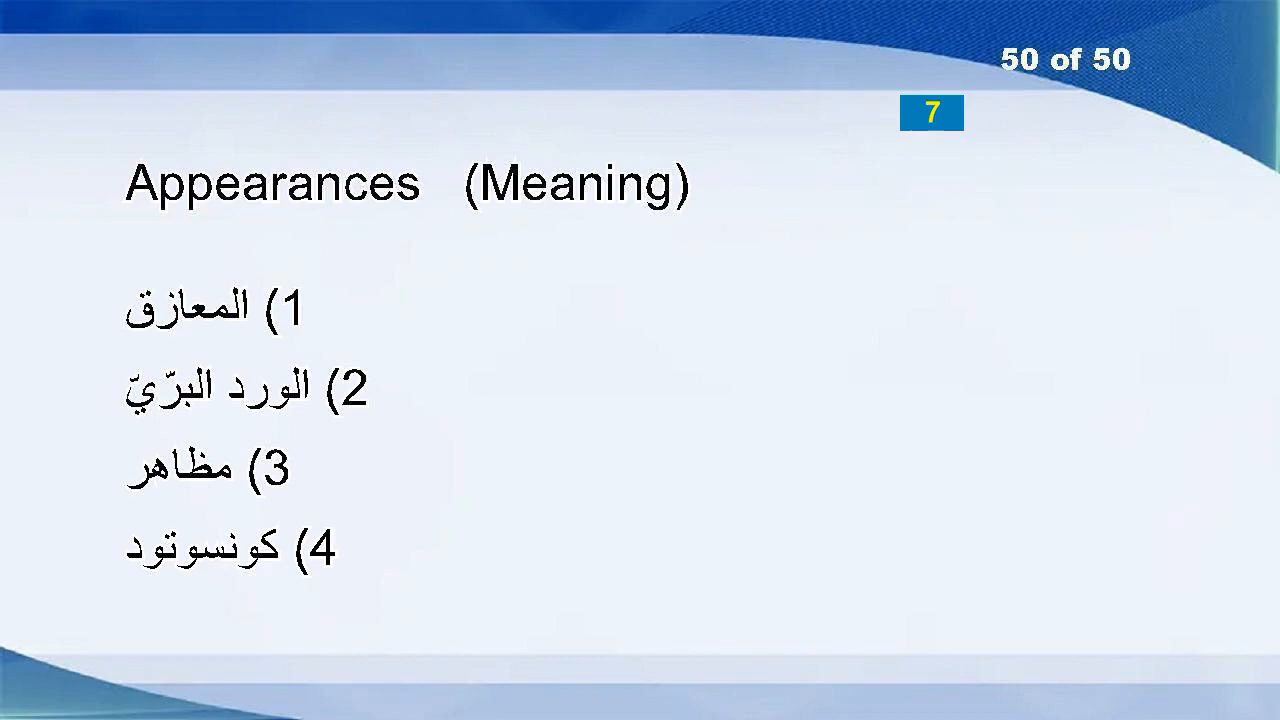 50 of 50
7
Appearances (Meaning)
1) المعازق
2) الورد البرّيّ
3) مظاهر
4) كونسوتود